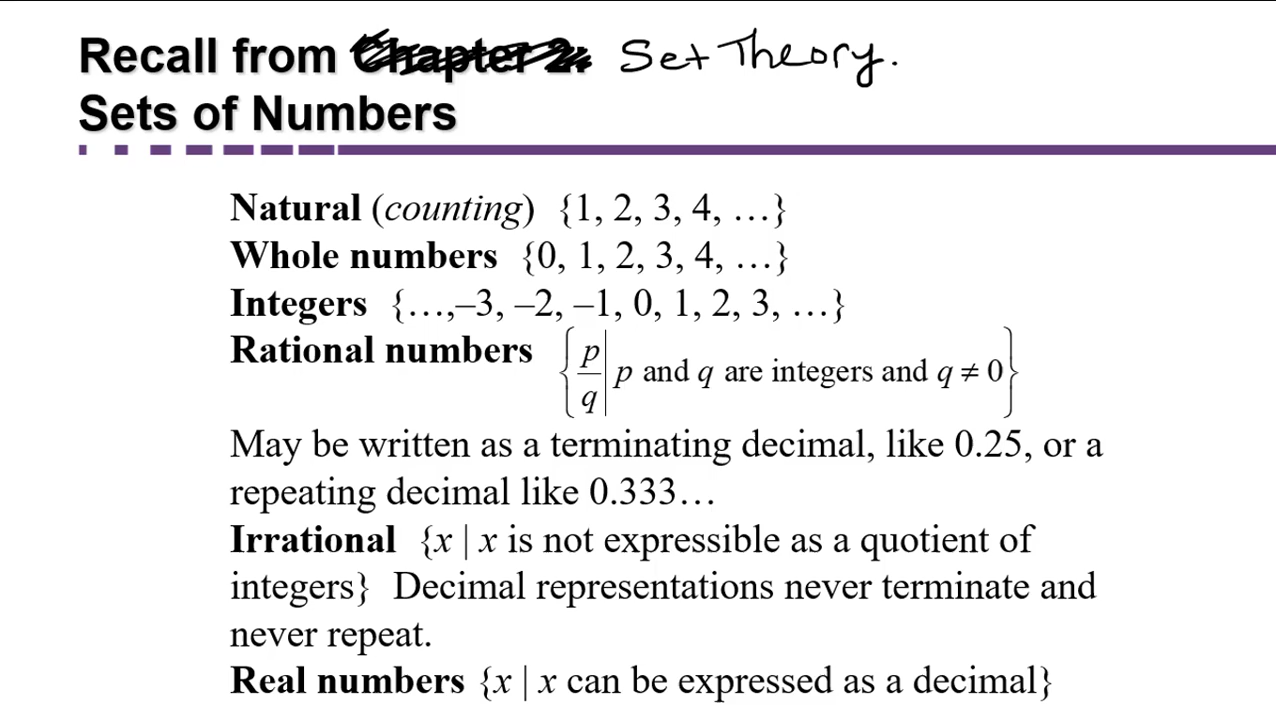 Recall from Chapter 2: Set Theory.
Sets of Numbers
Natural (counting) {1, 2, 3, 4, …}
Whole numbers {0, 1, 2, 3, 4, …}
Integers {…,–3, –2, –1, 0, 1, 2, 3, …}
Rational numbers {p/q | p and q are integers and q ≠ 0}
May be written as a terminating decimal, like 0.25, or a
repeating decimal like 0.333…
Irrational {x | x is not expressible as a quotient of
integers} Decimal representations never terminate and
never repeat.
Real numbers {x | x can be expressed as a decimal}